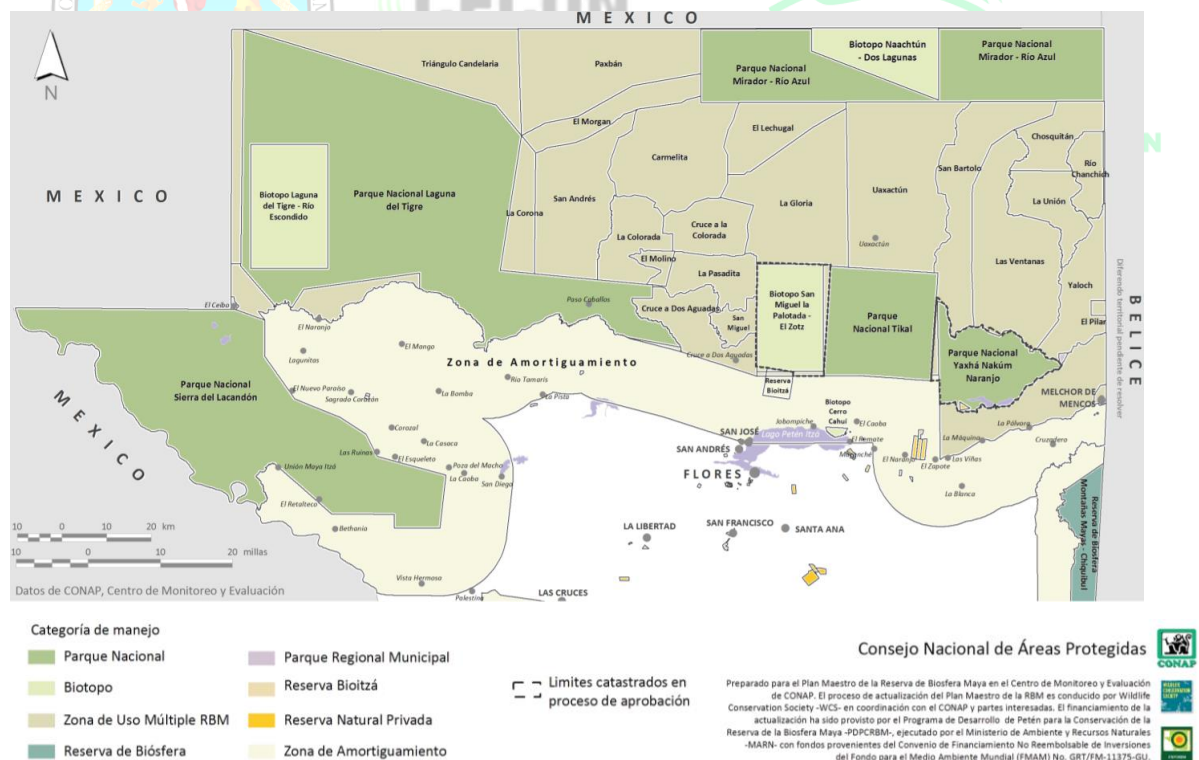 MEXICO
N
Triángulo Candelaria
Paxbán
Parque Nacional
Mirador - Río Azul
Biotopo Naachtún
- Dos Lagunas
Parque Nacional
Mirador - Río Azul
El Morgan
El Lechugal
Chosquitán
Carmelita
Río
Chanchich
San Bartolo
MEXICO
Biotopo Laguna
del Tigre - Río
Escondido
Parque Nacional Laguna
del Tigre
San Andrés
La Corona
La Gloria
Uaxactún
La Unión
Cruce a la
Colorada
La Colorada
Uaxactún
El Molino
Las Ventanas
La Pasadita
Yaloch
El Ceibo
Paso Caballos
Cruce a Dos Aguadas
San
Miguel
Biotopo San
Miguel la
Palotada -
El Zotz
Parque
Nacional Tikal
El Pilar
El Naranjo
Lagunitas
El Mango
Zona de Amortiguamiento
Cruce a Dos Aguadas
Parque Nacional
Yaxhá Nakúm
Naranjo
BELICE
Diferendo territorial pendiente de resolver
Parque Nacional
Sierra del Lacandón
MEXICO
El Nuevo Paraíso
Sagrado Corazón
La Bomba
Río Tamarís
La Pista
Reserva
Bioitzá
Biotopo
Cerro
Cahuí
MELCHOR DE
MENCOS
Corozal
La Casaca
Las Ruinas
El Esqueleto
Poza del Macho
La Caoba
San Diego
Unión Maya Itzá
El Retalteco
Bethania
Jobompiche
El Caoba
SAN JOSÉ
Lago Petén Itzá
El Remate
SAN ANDRÉS
Macanché
El Naranjo
El Zapote
Las Viñas
La Máquina
La Pólvora
Cruzadero
FLORES
La Blanca
Reserva de Biosfera
Montañas Mayas - Chiquibul
LA LIBERTAD
SAN FRANCISCO
SANTA ANA
10 0 10 20 km
10 0 10 20 millas
Vista Hermosa
Palestina
LAS CRUCES
Datos de CONAP, Centro de Monitoreo y Evaluación
Categoría de manejo
Parque Nacional
Biotopo
Zona de Uso Múltiple RBM
Reserva de Biósfera
Parque Regional Municipal
Reserva Bioitzá
Reserva Natural Privada
Zona de Amortiguamiento
Limites catastrados en
proceso de aprobación
Consejo Nacional de Áreas Protegidas
CONAP
Preparado para el Plan Maestro de la Reserva de Biosfera Maya en el Centro de Monitoreo y Evaluación
de CONAP. El proceso de actualización del Plan Maestro de la RBM es conducido por Wildlife
Conservation Society -WCS- en coordinación con el CONAP y partes interesadas. El financiamiento de la
actualización ha sido provisto por el Programa de Desarrollo de Petén para la Conservación de la
Reserva de la Biosfera Maya -PDPCRBM-, ejecutado por el Ministerio de Ambiente y Recursos Naturales
-MARN- con fondos provenientes del Convenio de Financiamiento No Reembolsable de Inversiones
del Fondo para el Medio Ambiente Mundial (FMAM) No. GRT/FM-11375-GU.